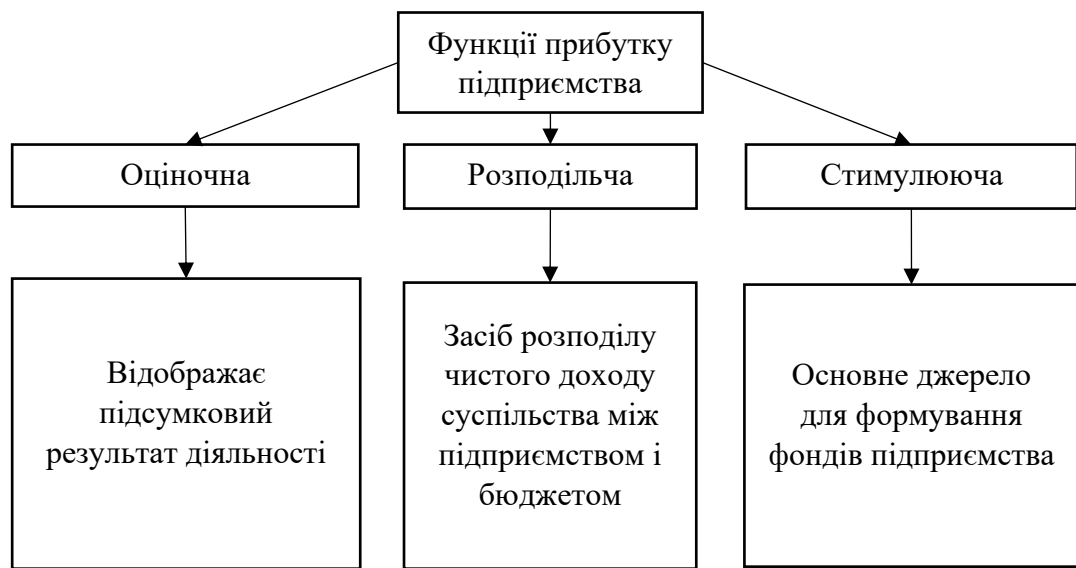 Функції прибутку
підприємства
Оціночна
Розподільча
Стимулююча
Відображає
підсумковий
результат діяльності
Засіб розподілу
чистого доходу
суспільства між
підприємством і
бюджетом
Основне джерело
для формування
фондів підприємства